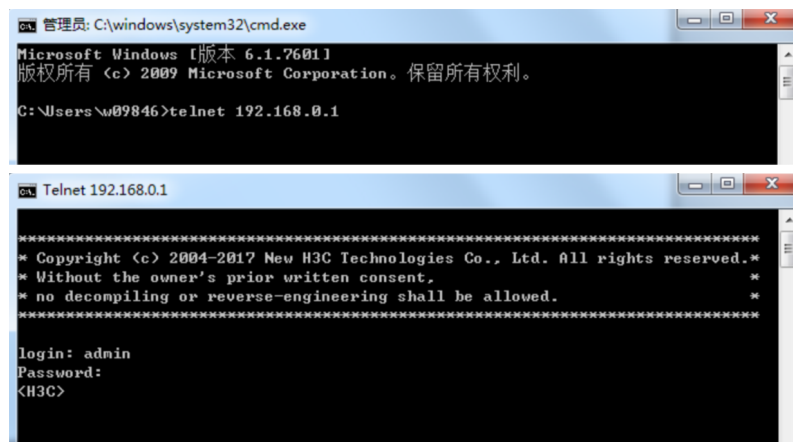 管理员: C:\windows\system32\cmd.exe
Microsoft Windows [版本 6.1.7601]
版权所有 (c) 2009 Microsoft Corporation。保留所有权利。
C:\Users\w09846>telnet 192.168.0.1
Telnet 192.168.0.1
******************************************************************************
* Copyright (c) 2004-2017 New H3C Technologies Co., Ltd. All rights reserved.*
* Without the owner's prior written consent, *
* no decompiling or reverse-engineering shall be allowed. *
******************************************************************************
login: admin
Password:
<H3C>